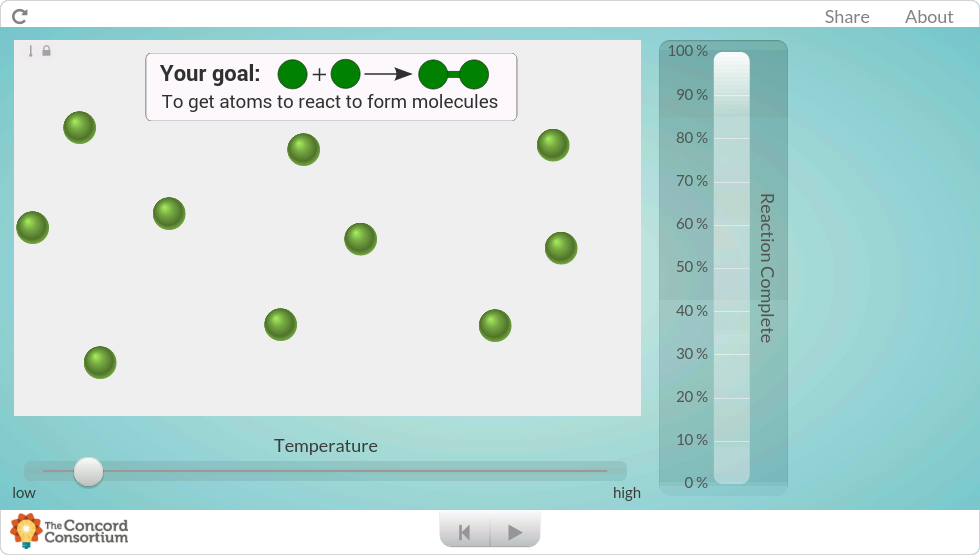 Share About
Your goal: +
To get atoms to react to form molecules
100 %
90 %
80 %
70 %
60 %
50 %
40 %
30 %
20 %
10 %
0 %
Reaction Complete
Temperature
low high
The Concord
Consortium